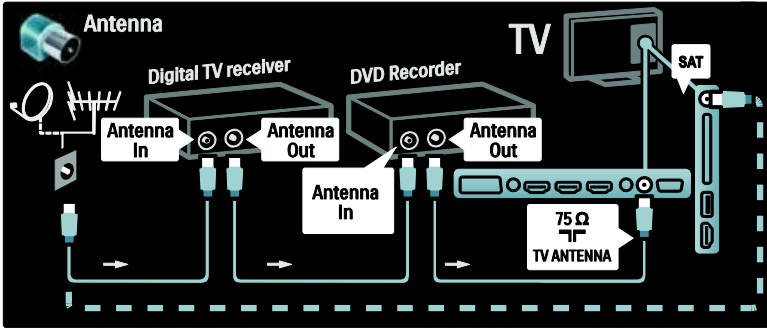 Antenna
TV
Digital TV receiver
DVD Recorder
SAT
Antenna
In
Antenna
Out
Antenna
In
Antenna
Out
75 Ω
TV ANTENNA